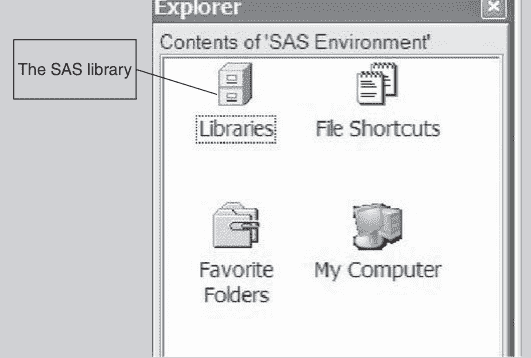 Explorer
Contents of 'SAS Environment'
The SAS library
Libraries
File Shortcuts
Favorite
Folders
My Computer